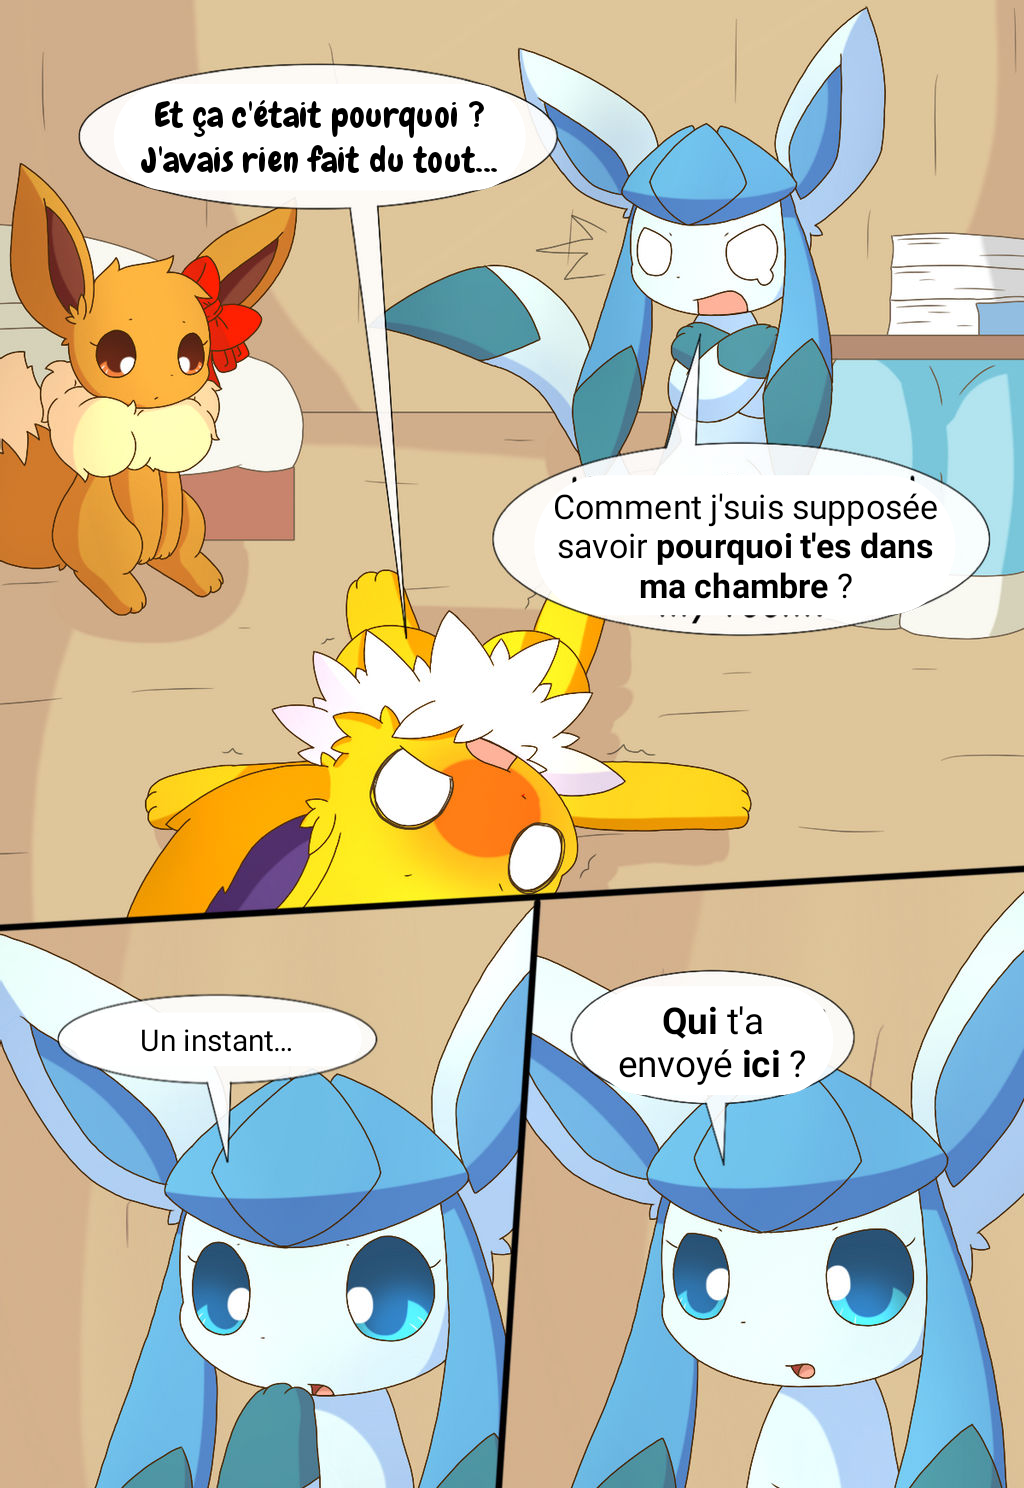 Et ça c'était pourquoi ?
J'avais rien fait du tout...
Comment j'suis supposée
savoir pourquoi t'es dans
ma chambre ?
Un instant...
Qui t'a
envoyé ici ?